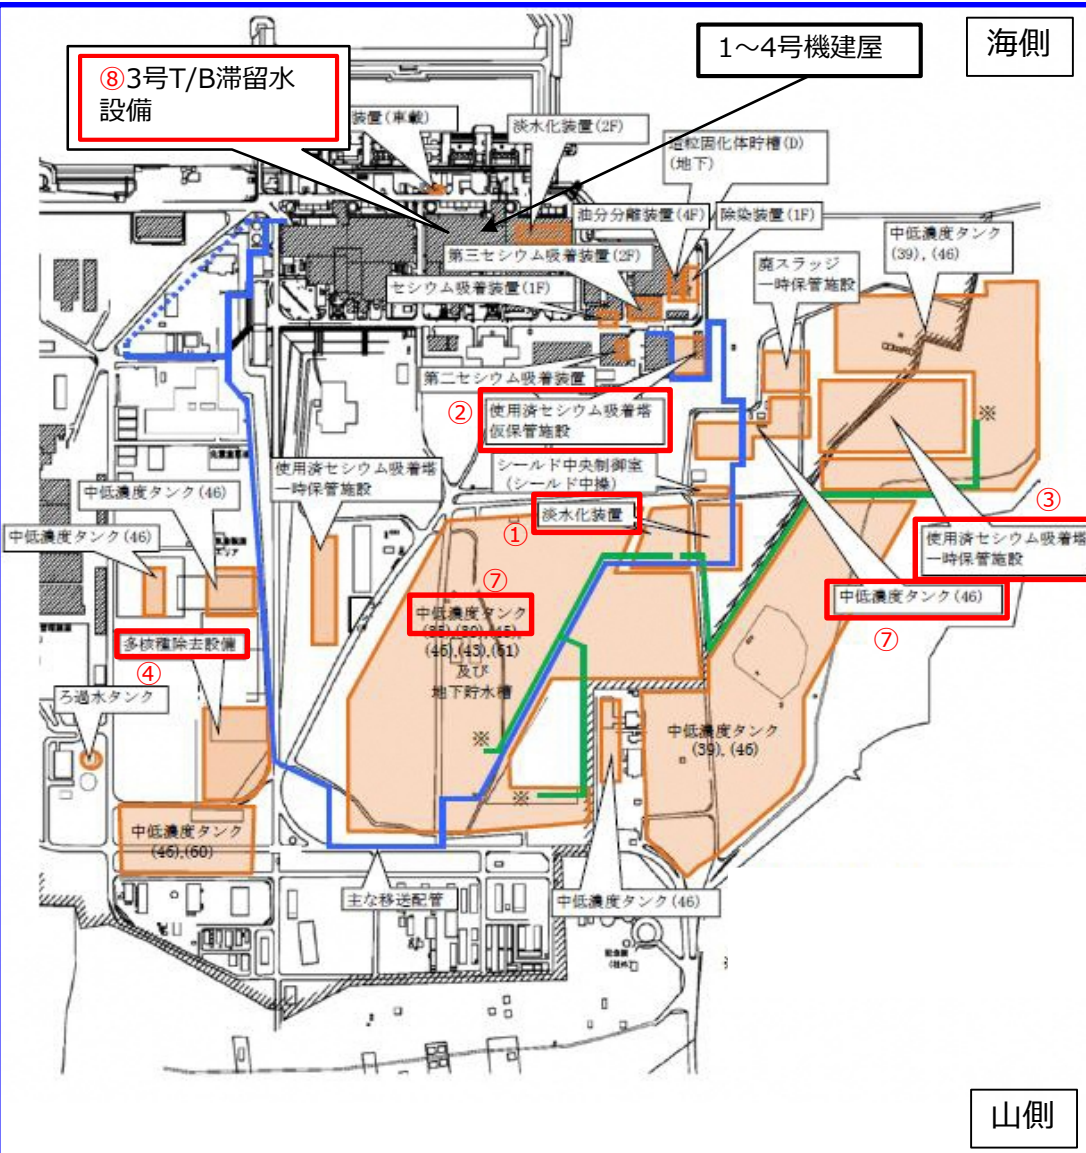 海側
1～4号機建屋
⑧3号T/B滞留水
設備
装置(車載)
淡水化装置(2F)
造粒固化体貯槽(D)
(地下)
油分分離装置(4F)
除染装置(1F)
中低濃度タンク
(39), (46)
第三セシウム吸着装置(2F)
廃スラッジ
一時保管施設
セシウム吸着装置(1F)
第二セシウム吸着装置
②
使用済セシウム吸着塔
仮保管施設
※
シールド中央制御室
(シールド中操)
使用済セシウム吸着塔
一時保管施設
中低濃度タンク(46)
①
淡水化装置
③
使用済セシウム吸着塔
一時保管施設
中低濃度タンク(46)
⑦
中低濃度タンク
(46),(43),(61)
及び
地下貯水槽
中低濃度タンク(46)
⑦
多核種除去設備
④
ろ過水タンク
※
中低濃度タンク
(39), (46)
※
中低濃度タンク
(46),(60)
主な移送配管
中低濃度タンク(46)
山側